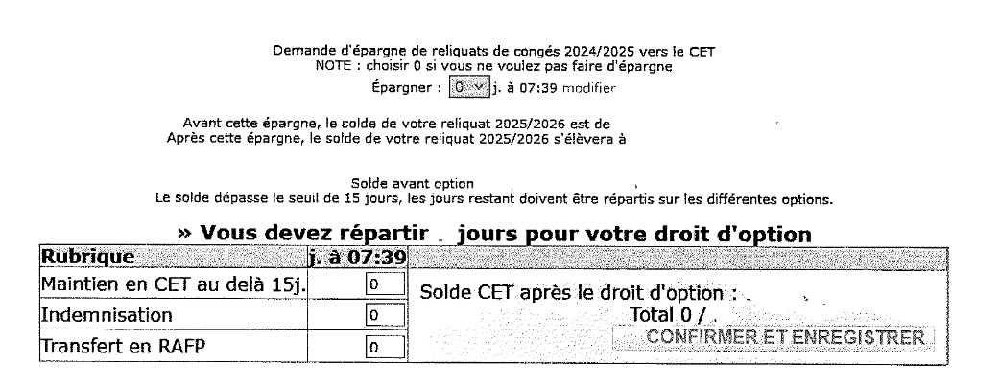 Demande d'épargne de reliquats de congés 2024/2025 vers le CET
NOTE : choisir 0 si vous ne voulez pas faire d'épargne
Épargner : 0 j. à 07:39 modifier
Avant cette épargne, le solde de votre reliquat 2025/2026 est de
Après cette épargne, le solde de votre reliquat 2025/2026 s'élèvera à
Solde avant option
Le solde dépasse le seuil de 15 jours, les jours restant doivent être répartis sur les différentes options.
» Vous devez répartir jours pour votre droit d'option
Rubrique j. à 07:39
Maintien en CET au delà 15j. 0
Solde CET après le droit d'option :
Indemnisation 0
Total 0 /
CONFIRMER ET ENREGISTRER
Transfert en RAFP 0